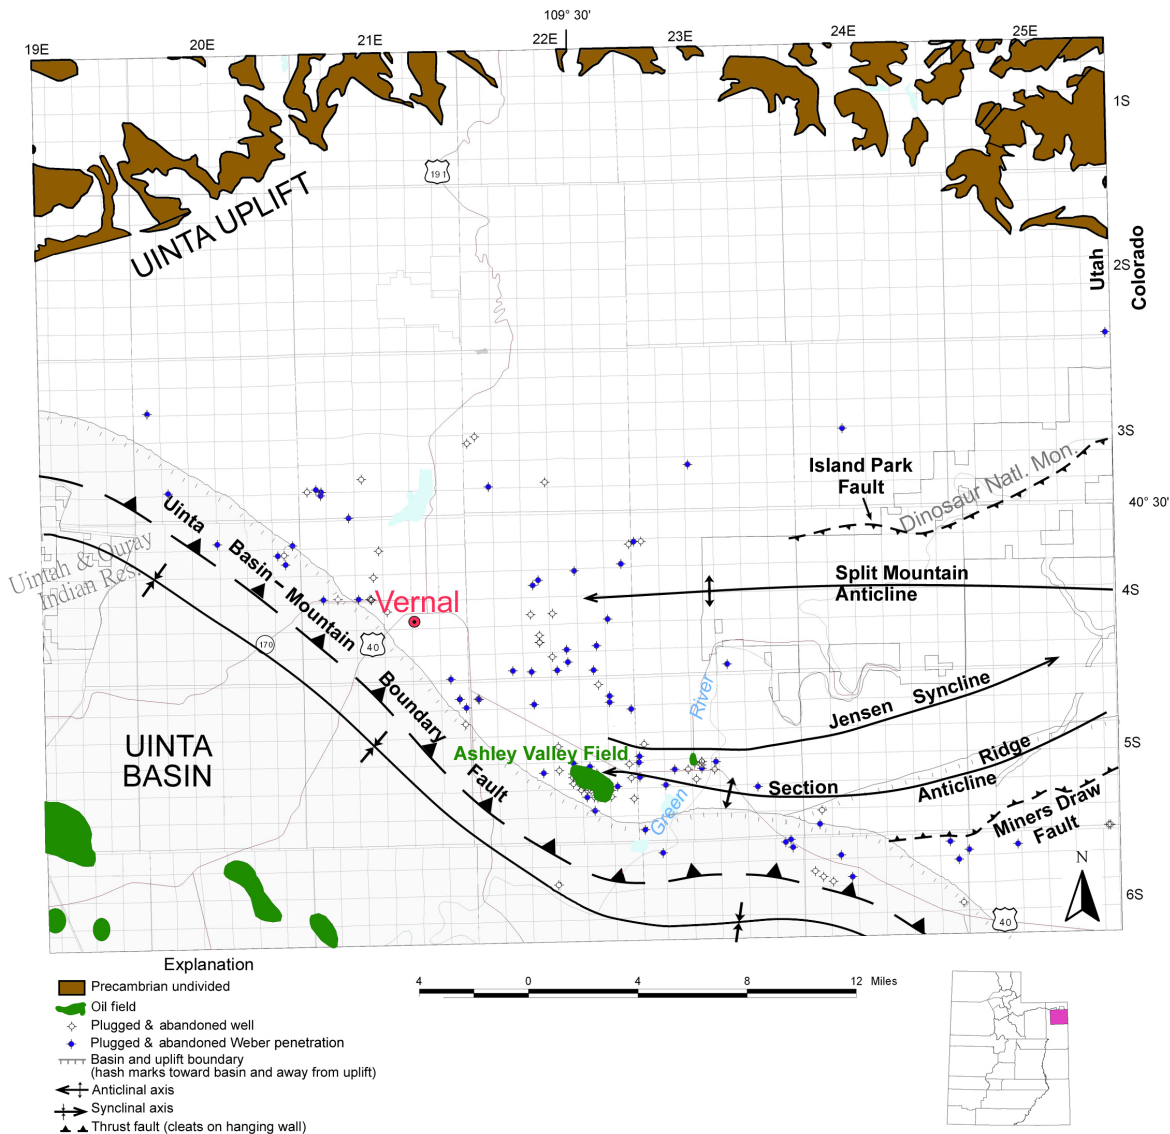 109° 30'
19E
20E
21E
22E
23E
24E
25E
1S
191
UINTA UPLIFT
Utah
Colorado
2S
3S
Island Park
Fault
Dinosaur Natl. Mon.
40° 30'
Uinta
Basin - Mountain
Boundary
Fault
Uintah & Ouray
Indian Res.
Split Mountain
Anticline
4S
Vernal
170
40
River
Jensen Syncline
UINTA
BASIN
Ashley Valley Field
5S
Section
Ridge
Anticline
Green
Miners Draw
Fault
N
6S
40
Explanation
Precambrian undivided
Oil field
Plugged & abandoned well
Plugged & abandoned Weber penetration
Basin and uplift boundary
(hash marks toward basin and away from uplift)
Anticlinal axis
Synclinal axis
Thrust fault (cleats on hanging wall)
4 0 4 8 12 Miles